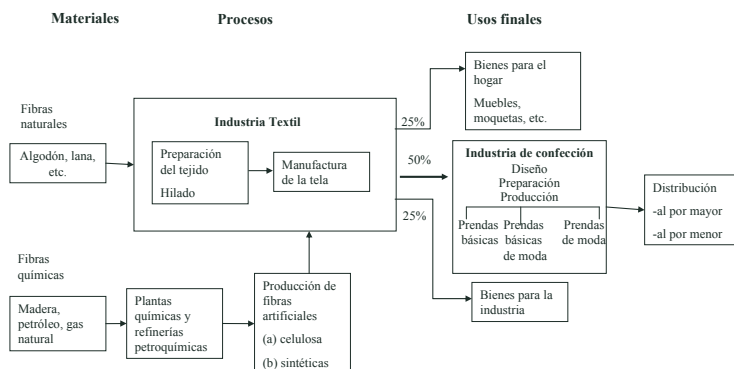 Materiales
Procesos
Usos finales
Fibras
naturales
Algodón, lana,
etc.
Industria Textil
Preparación
del tejido
Hilado
Manufactura
de la tela
25%
50%
25%
Bienes para el
hogar
Muebles,
moquetas, etc.
Industria de confección
Diseño
Preparación
Producción
Prendas
básicas
Prendas
básicas
de moda
Prendas
de moda
Distribución
-al por mayor
-al por menor
Bienes para la
industria
Fibras
químicas
Madera,
petróleo, gas
natural
Plantas
químicas y
refinerías
petroquímicas
Producción de
fibras
artificiales
(a) celulosa
(b) sintéticas